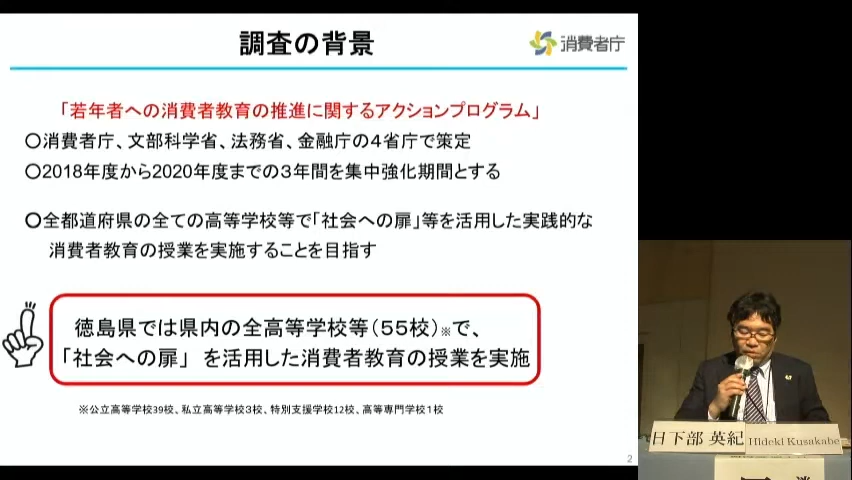 調査の背景
消費者庁
「若年者への消費者教育の推進に関するアクションプログラム」
〇消費者庁、文部科学省、法務省、金融庁の4省庁で策定
〇2018年度から2020年度までの3年間を集中強化期間とする
〇全都道府県の全ての高等学校等で「社会への扉」等を活用した実践的な
消費者教育の授業を実施することを目指す
徳島県では県内の全高等学校等(55校)※で、
「社会への扉」を活用した消費者教育の授業を実施
※公立高等学校39校、私立高等学校3校、特別支援学校12校、高等専門学校1校
2
日下部 英紀 Hideki Kusakabe